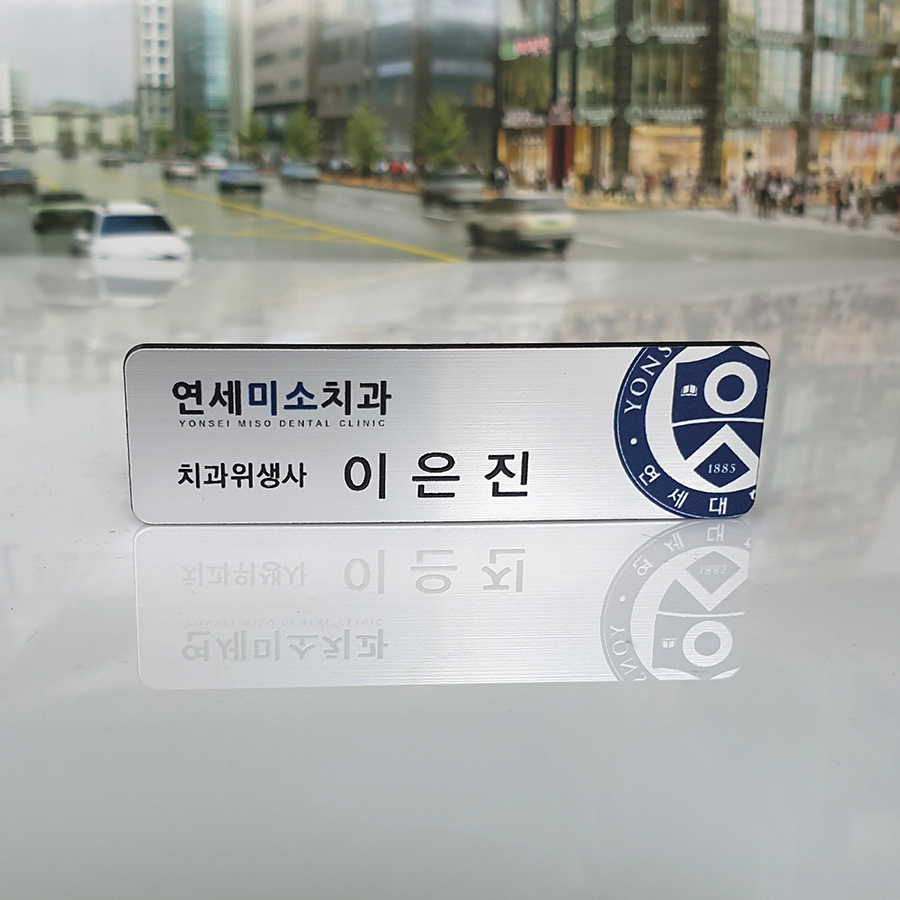 연세미소치과
YONSEI MISO DENTAL CLINIC
치과위생사 이 은 진
YONS
1885
연 세 대